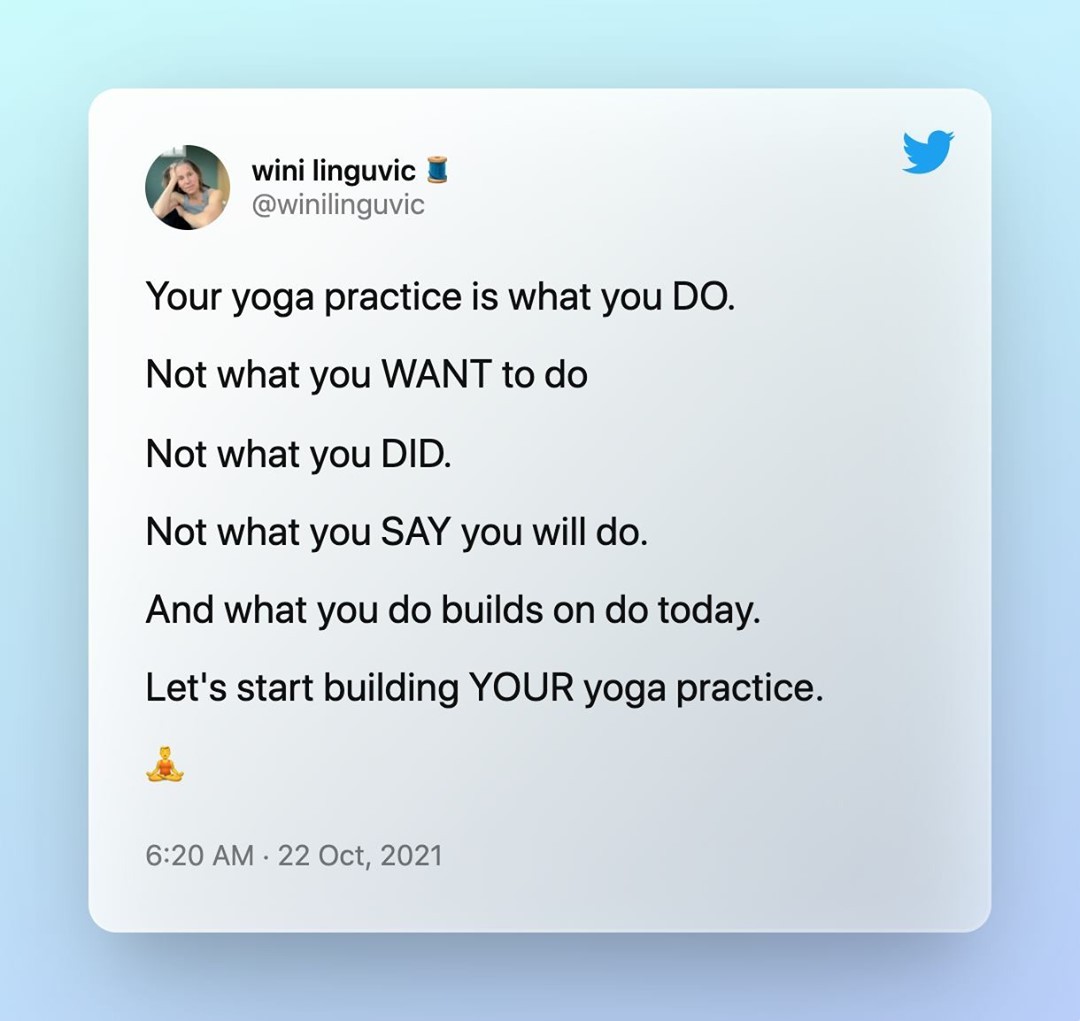 wini linguvic 🧵
@winilinguvic
Your yoga practice is what you DO.
Not what you WANT to do
Not what you DID.
Not what you SAY you will do.
And what you do builds on do today.
Let's start building YOUR yoga practice.
🧘
6:20 AM · 22 Oct, 2021